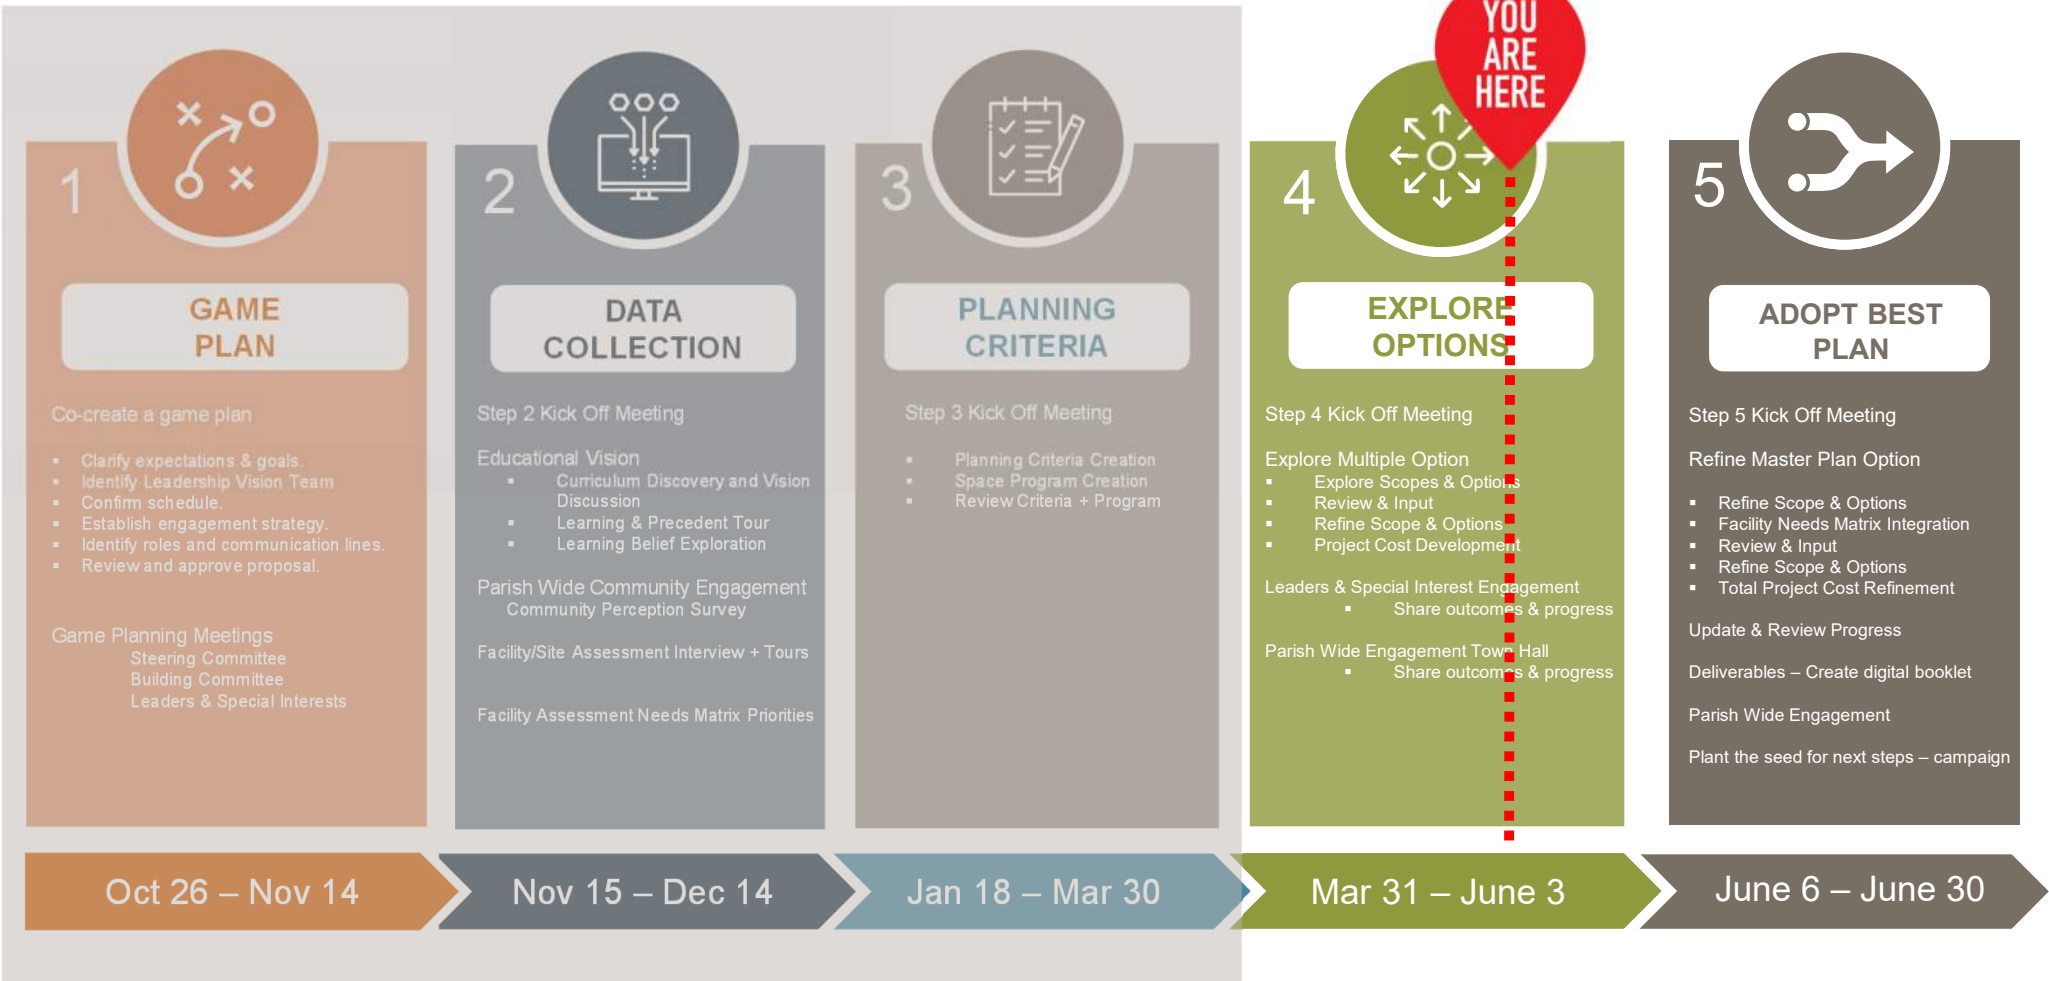 YOU
ARE
HERE
1
GAME
PLAN
Co-create a game plan
▪ Clarify expectations & goals.
▪ Identify Leadership Vision Team
▪ Confirm schedule.
▪ Establish engagement strategy.
▪ Identify roles and communication lines.
▪ Review and approve proposal.
Game Planning Meetings
Steering Committee
Building Committee
Leaders & Special Interests
Oct 26 – Nov 14
2
DATA
COLLECTION
Step 2 Kick Off Meeting
Educational Vision
▪ Curriculum Discovery and Vision
Discussion
▪ Learning & Precedent Tour
▪ Learning Belief Exploration
Parish Wide Community Engagement
Community Perception Survey
Facility/Site Assessment Interview + Tours
Facility Assessment Needs Matrix Priorities
Nov 15 – Dec 14
3
PLANNING
CRITERIA
Step 3 Kick Off Meeting
▪ Planning Criteria Creation
▪ Space Program Creation
▪ Review Criteria + Program
Jan 18 – Mar 30
4
EXPLORE
OPTIONS
Step 4 Kick Off Meeting
Explore Multiple Option
▪ Explore Scopes & Options
▪ Review & Input
▪ Refine Scope & Options
▪ Project Cost Development
Leaders & Special Interest Engagement
▪ Share outcomes & progress
Parish Wide Engagement Town Hall
▪ Share outcomes & progress
Mar 31 – June 3
5
ADOPT BEST
PLAN
Step 5 Kick Off Meeting
Refine Master Plan Option
▪ Refine Scope & Options
▪ Facility Needs Matrix Integration
▪ Review & Input
▪ Refine Scope & Options
▪ Total Project Cost Refinement
Update & Review Progress
Deliverables – Create digital booklet
Parish Wide Engagement
Plant the seed for next steps – campaign
June 6 – June 30